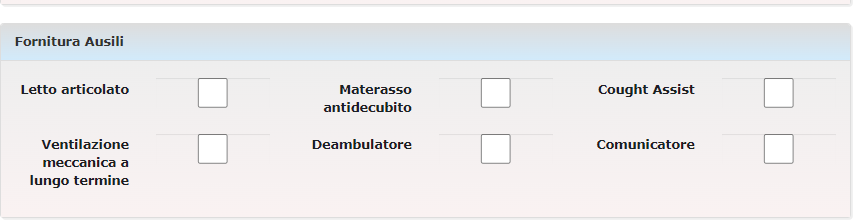 Fornitura Ausili
Letto articolato
Materasso
antidecubito
Cought Assist
Ventilazione
meccanica a
lungo termine
Deambulatore
Comunicatore